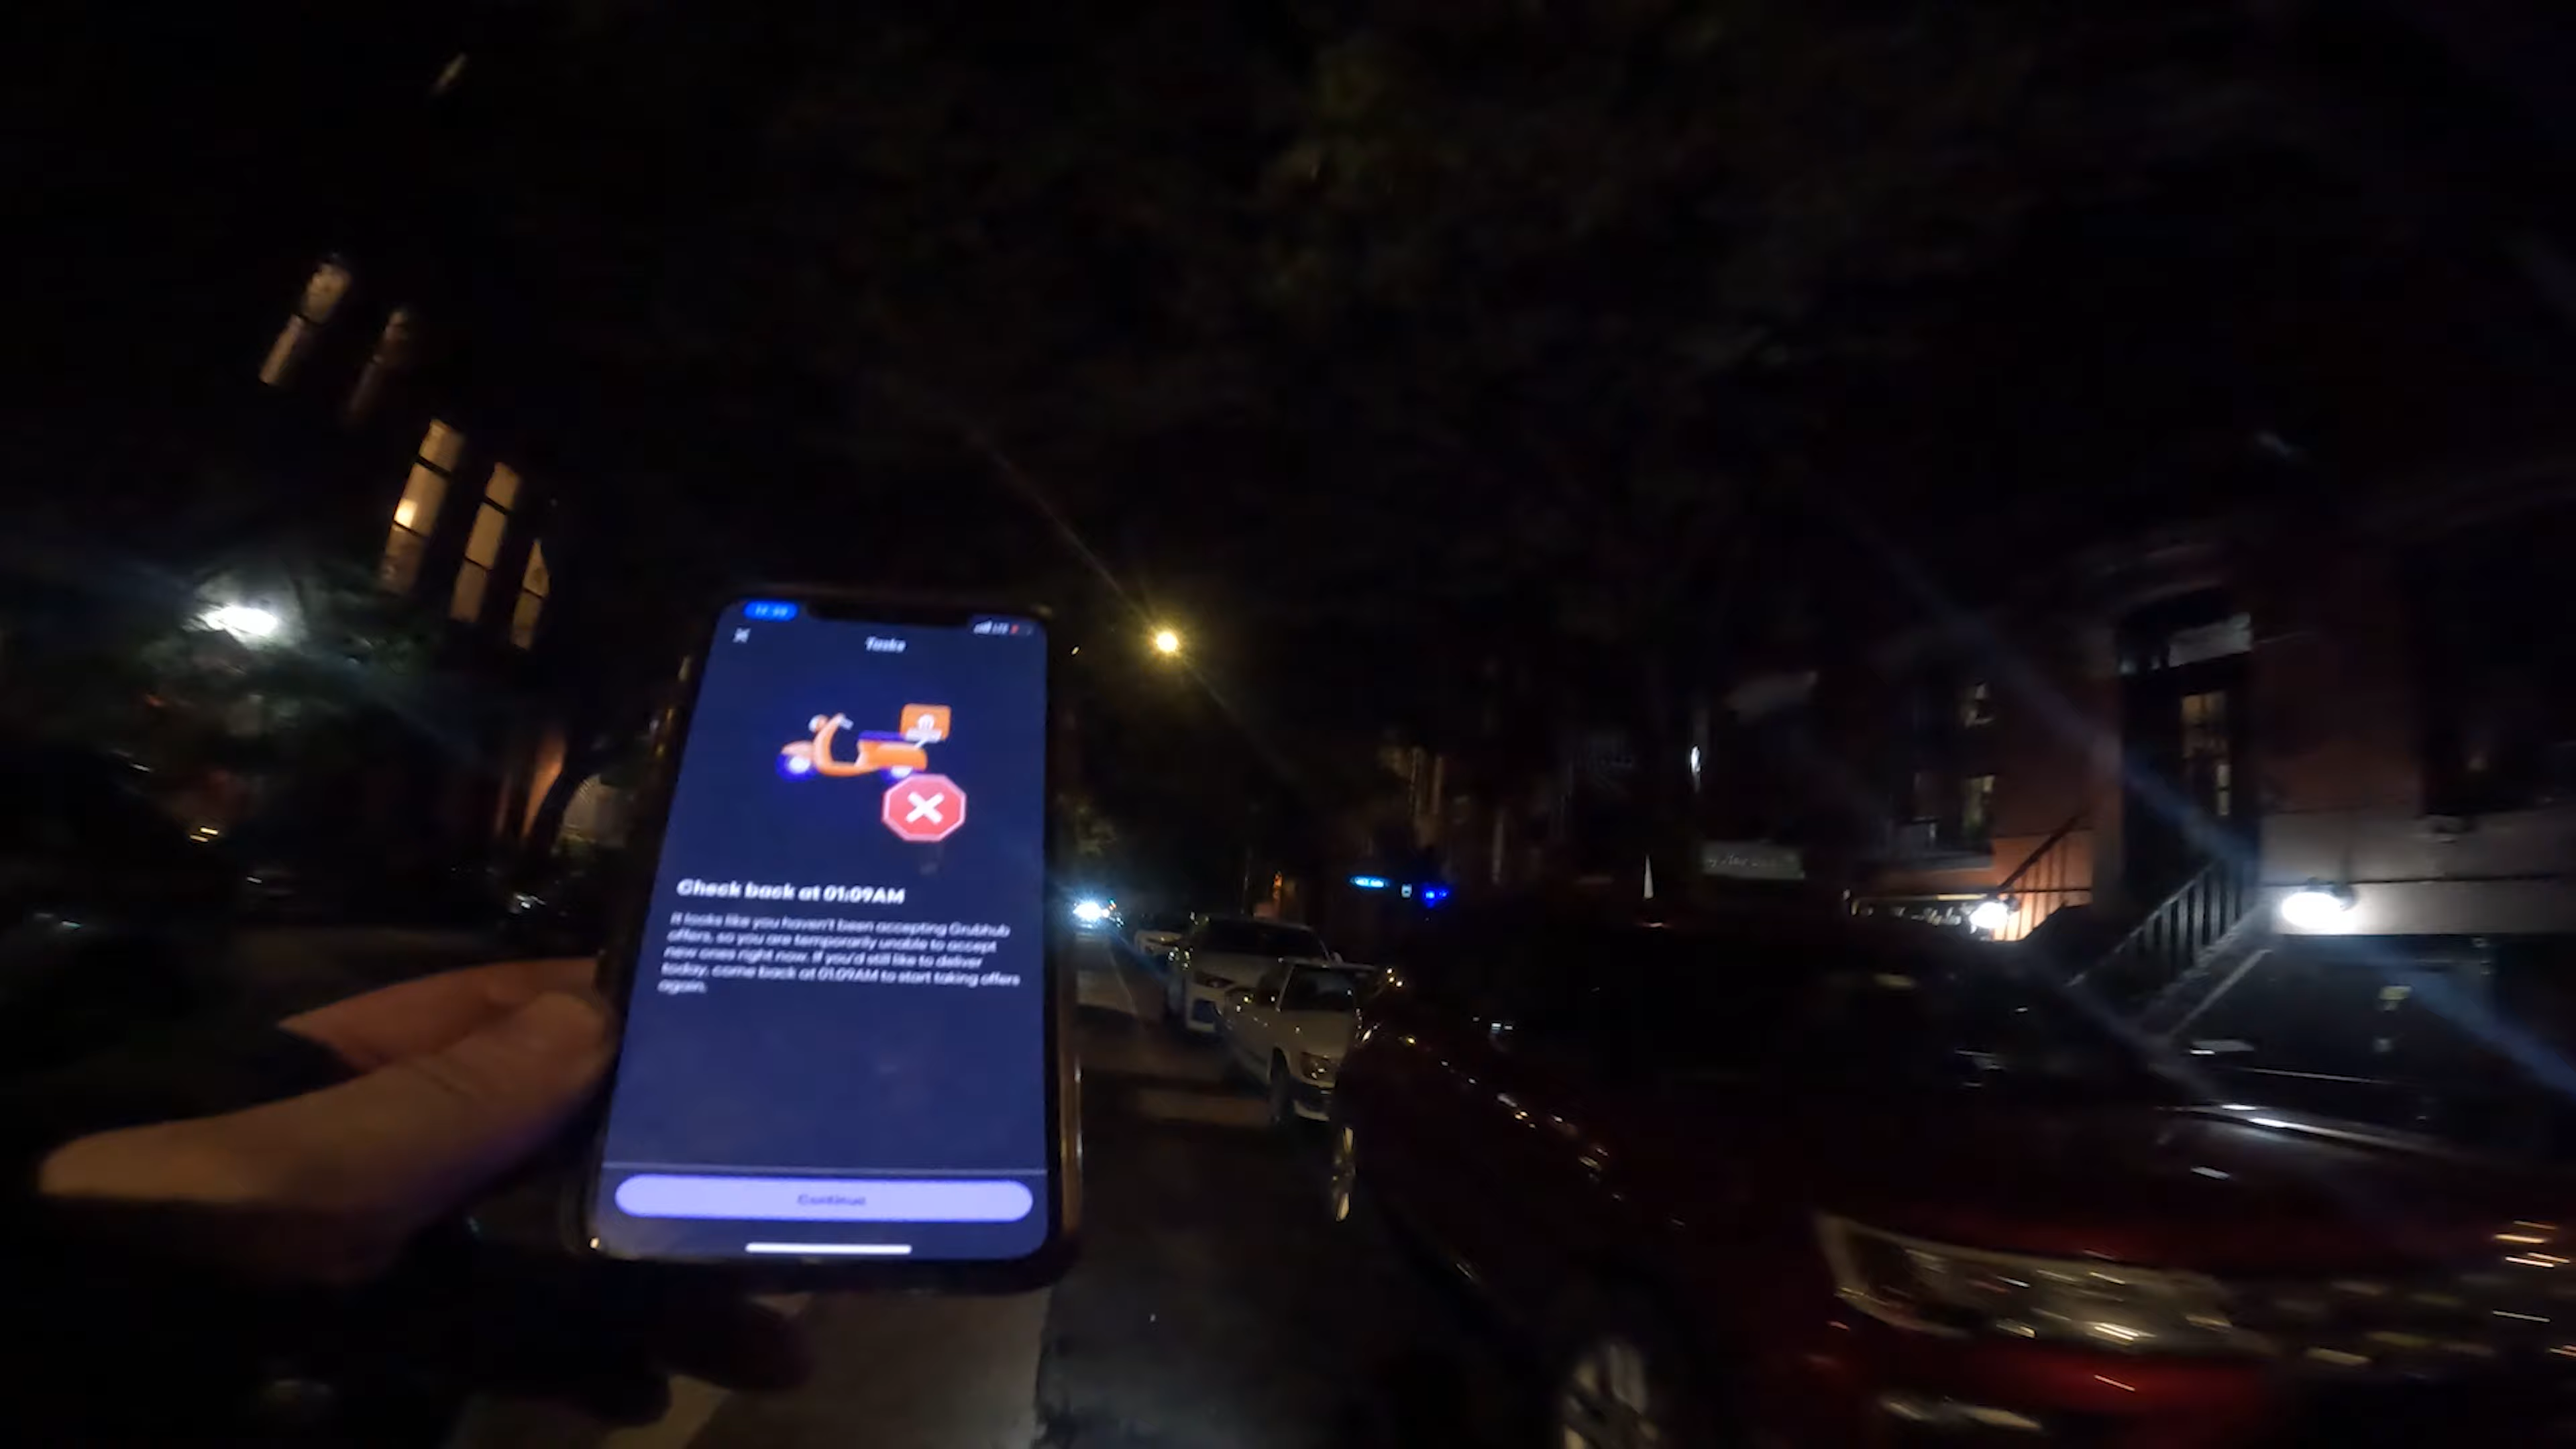 Tasks
LTE
Check back at 01:09AM
It looks like you haven't been accepting Grubhub
offers, so you are temporarily unable to accept
new ones right now. If you'd still like to deliver
today, come back at 01:09AM to start taking offers
again.
Continue